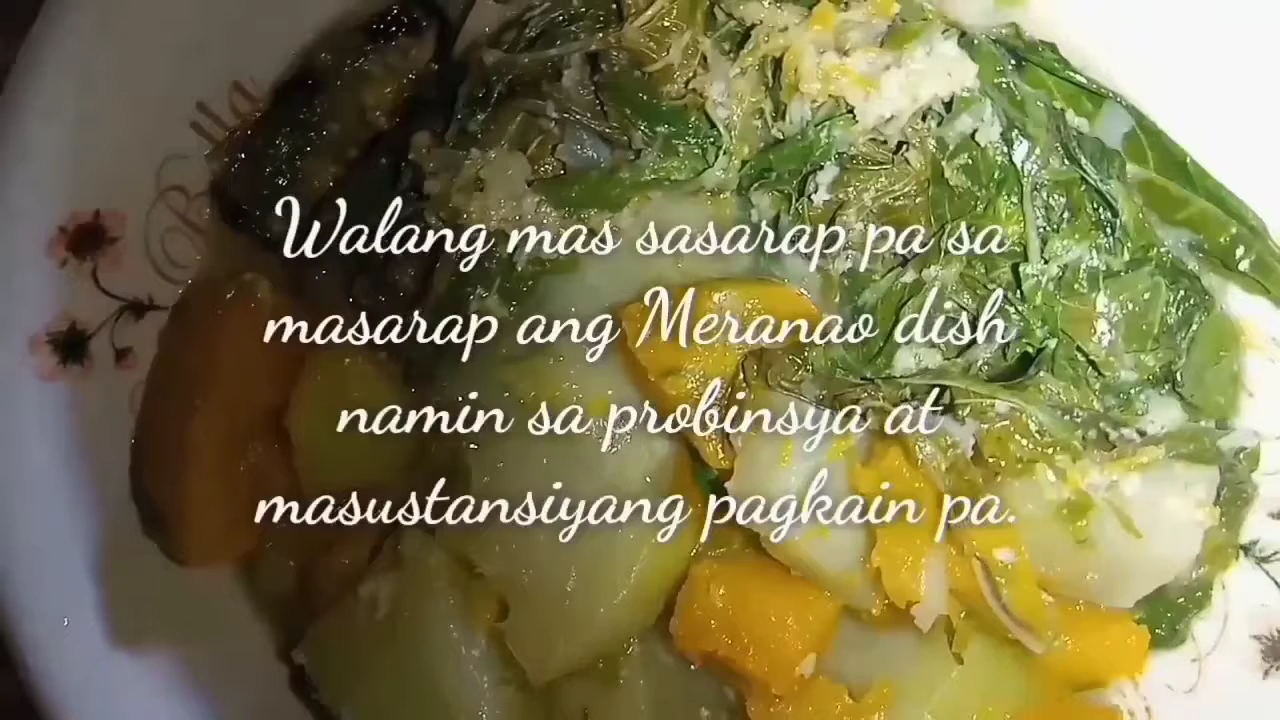 Walang mas sasarap pa sa
masarap ang Meranao dish
namin sa probinsya at
masustansiyang pagkain pa.